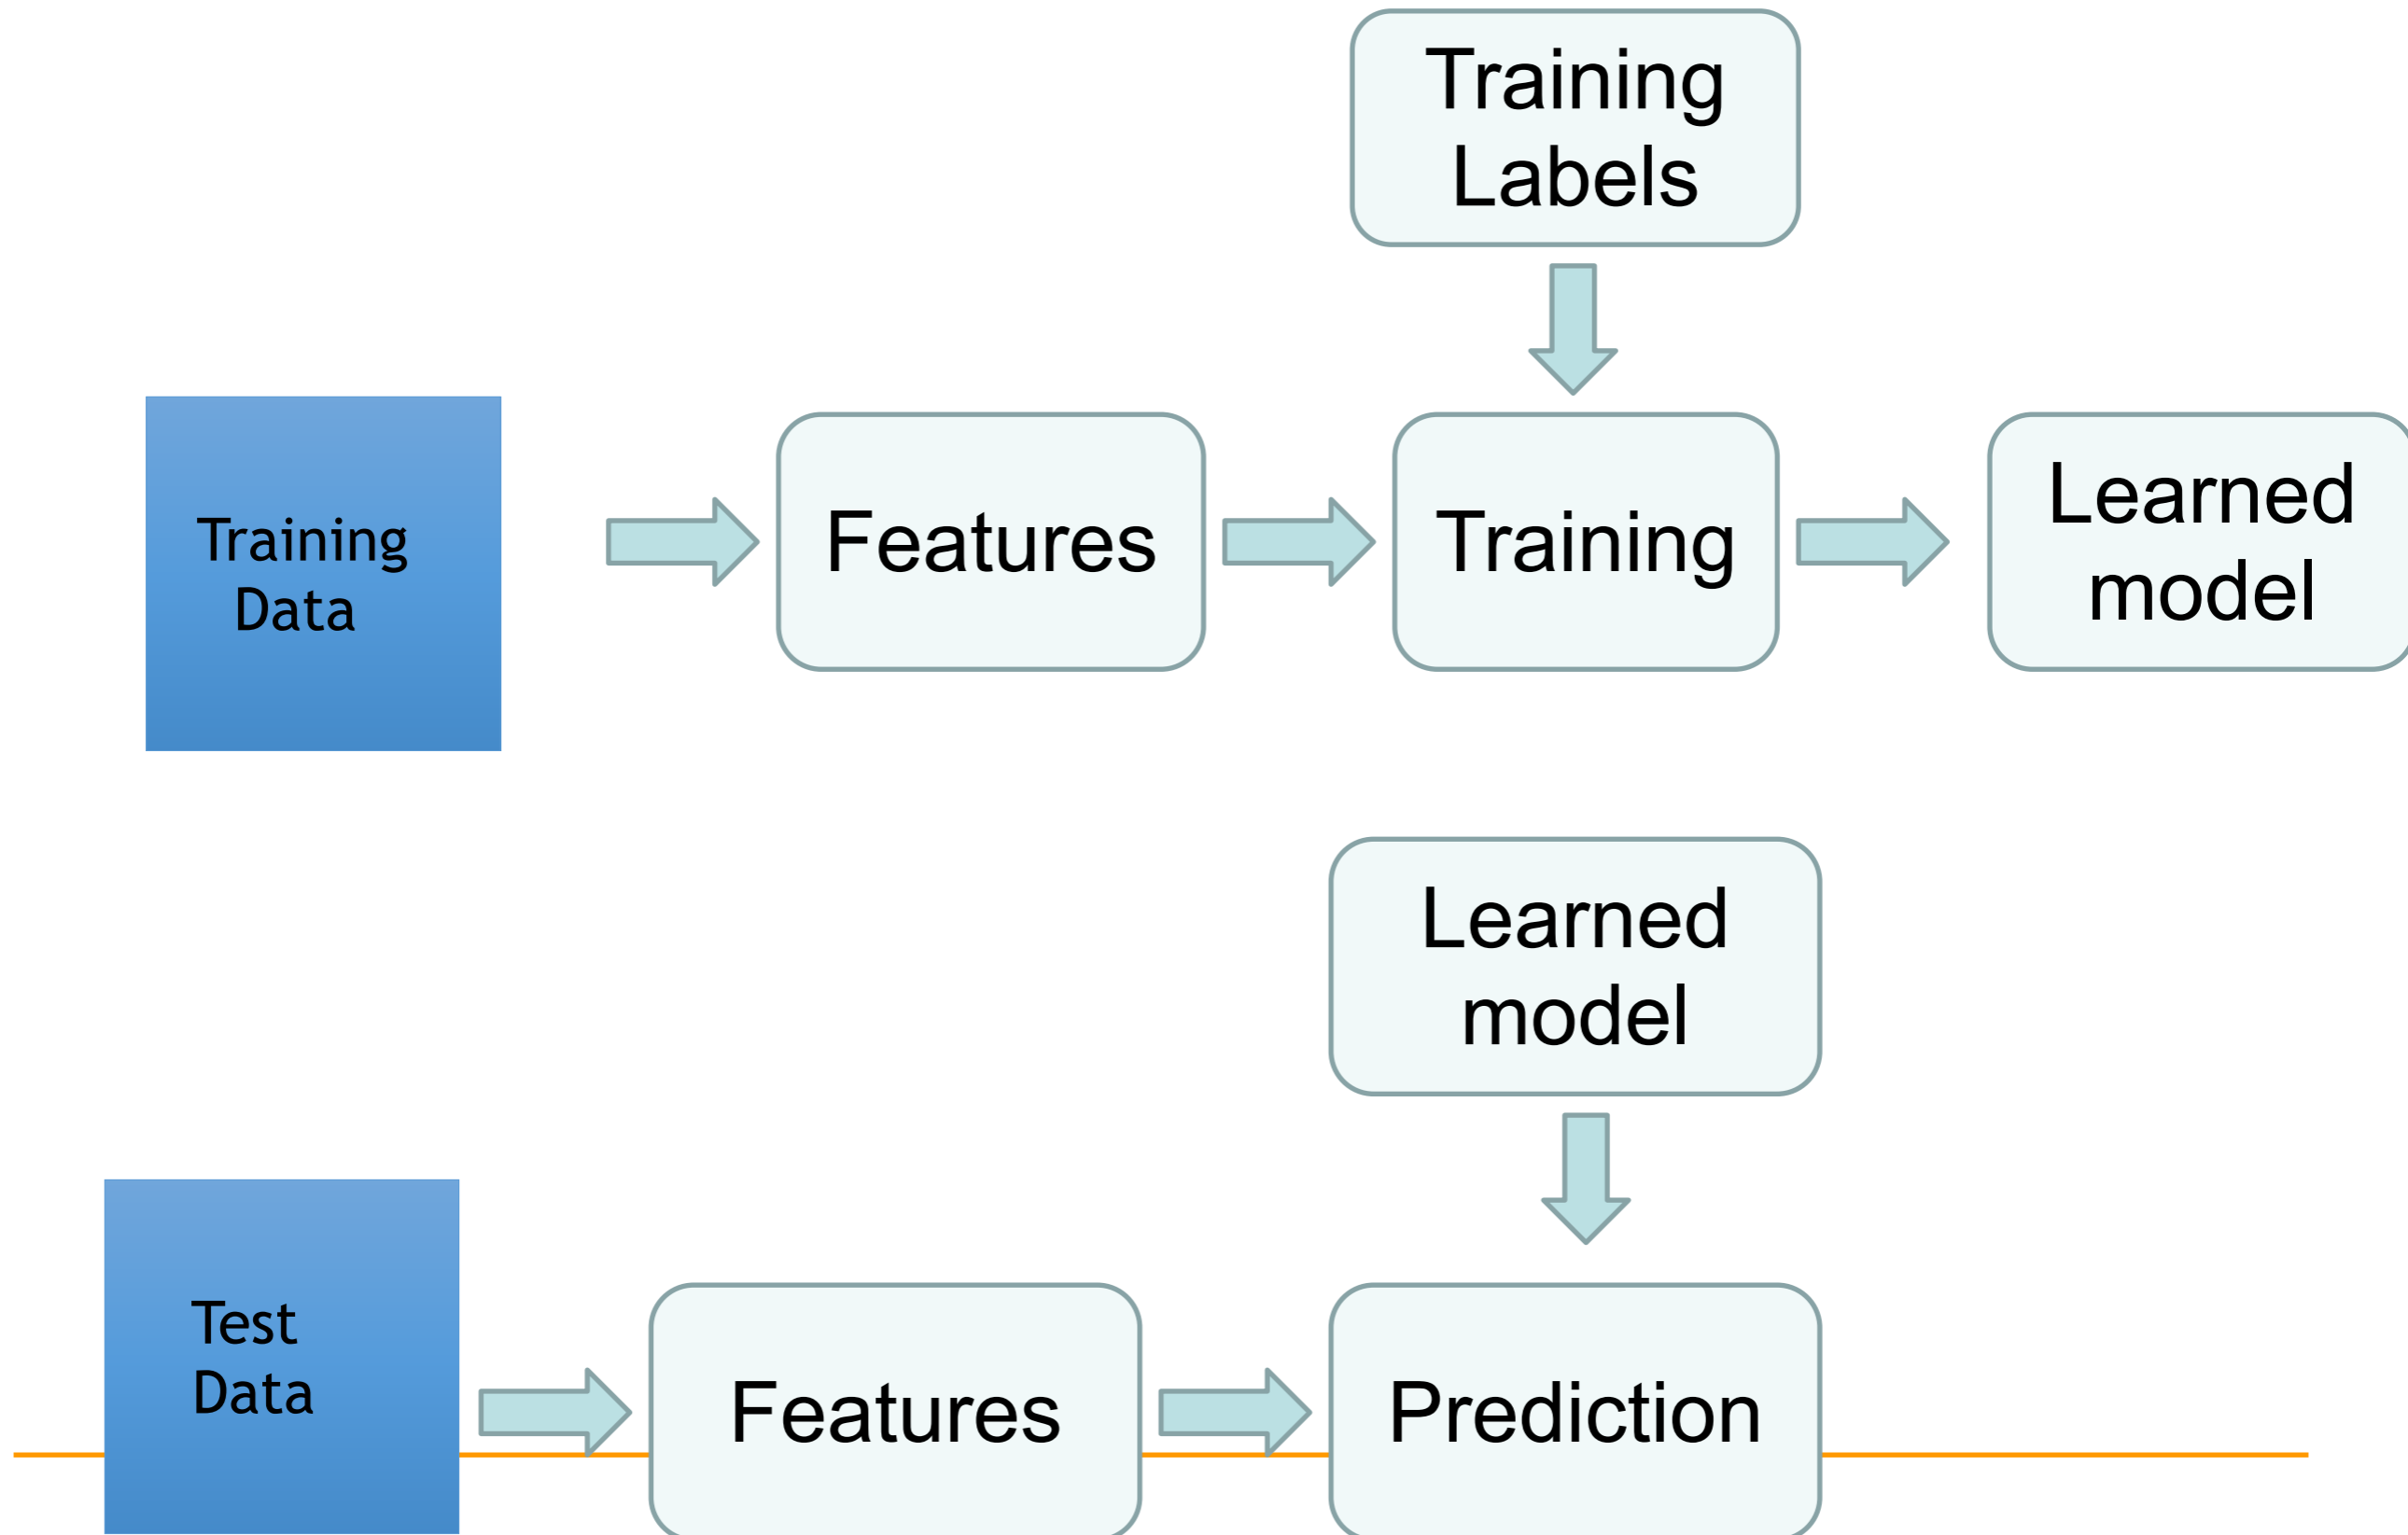 Training
Labels
Training
Data
Features
Training
Learned
model
Learned
model
Test
Data
Features
Prediction